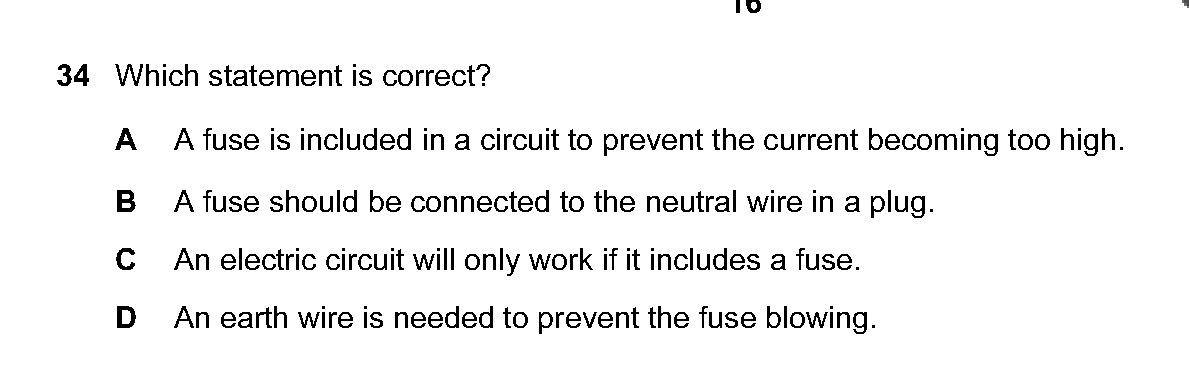 16
34 Which statement is correct?
A A fuse is included in a circuit to prevent the current becoming too high.
B A fuse should be connected to the neutral wire in a plug.
C An electric circuit will only work if it includes a fuse.
D An earth wire is needed to prevent the fuse blowing.